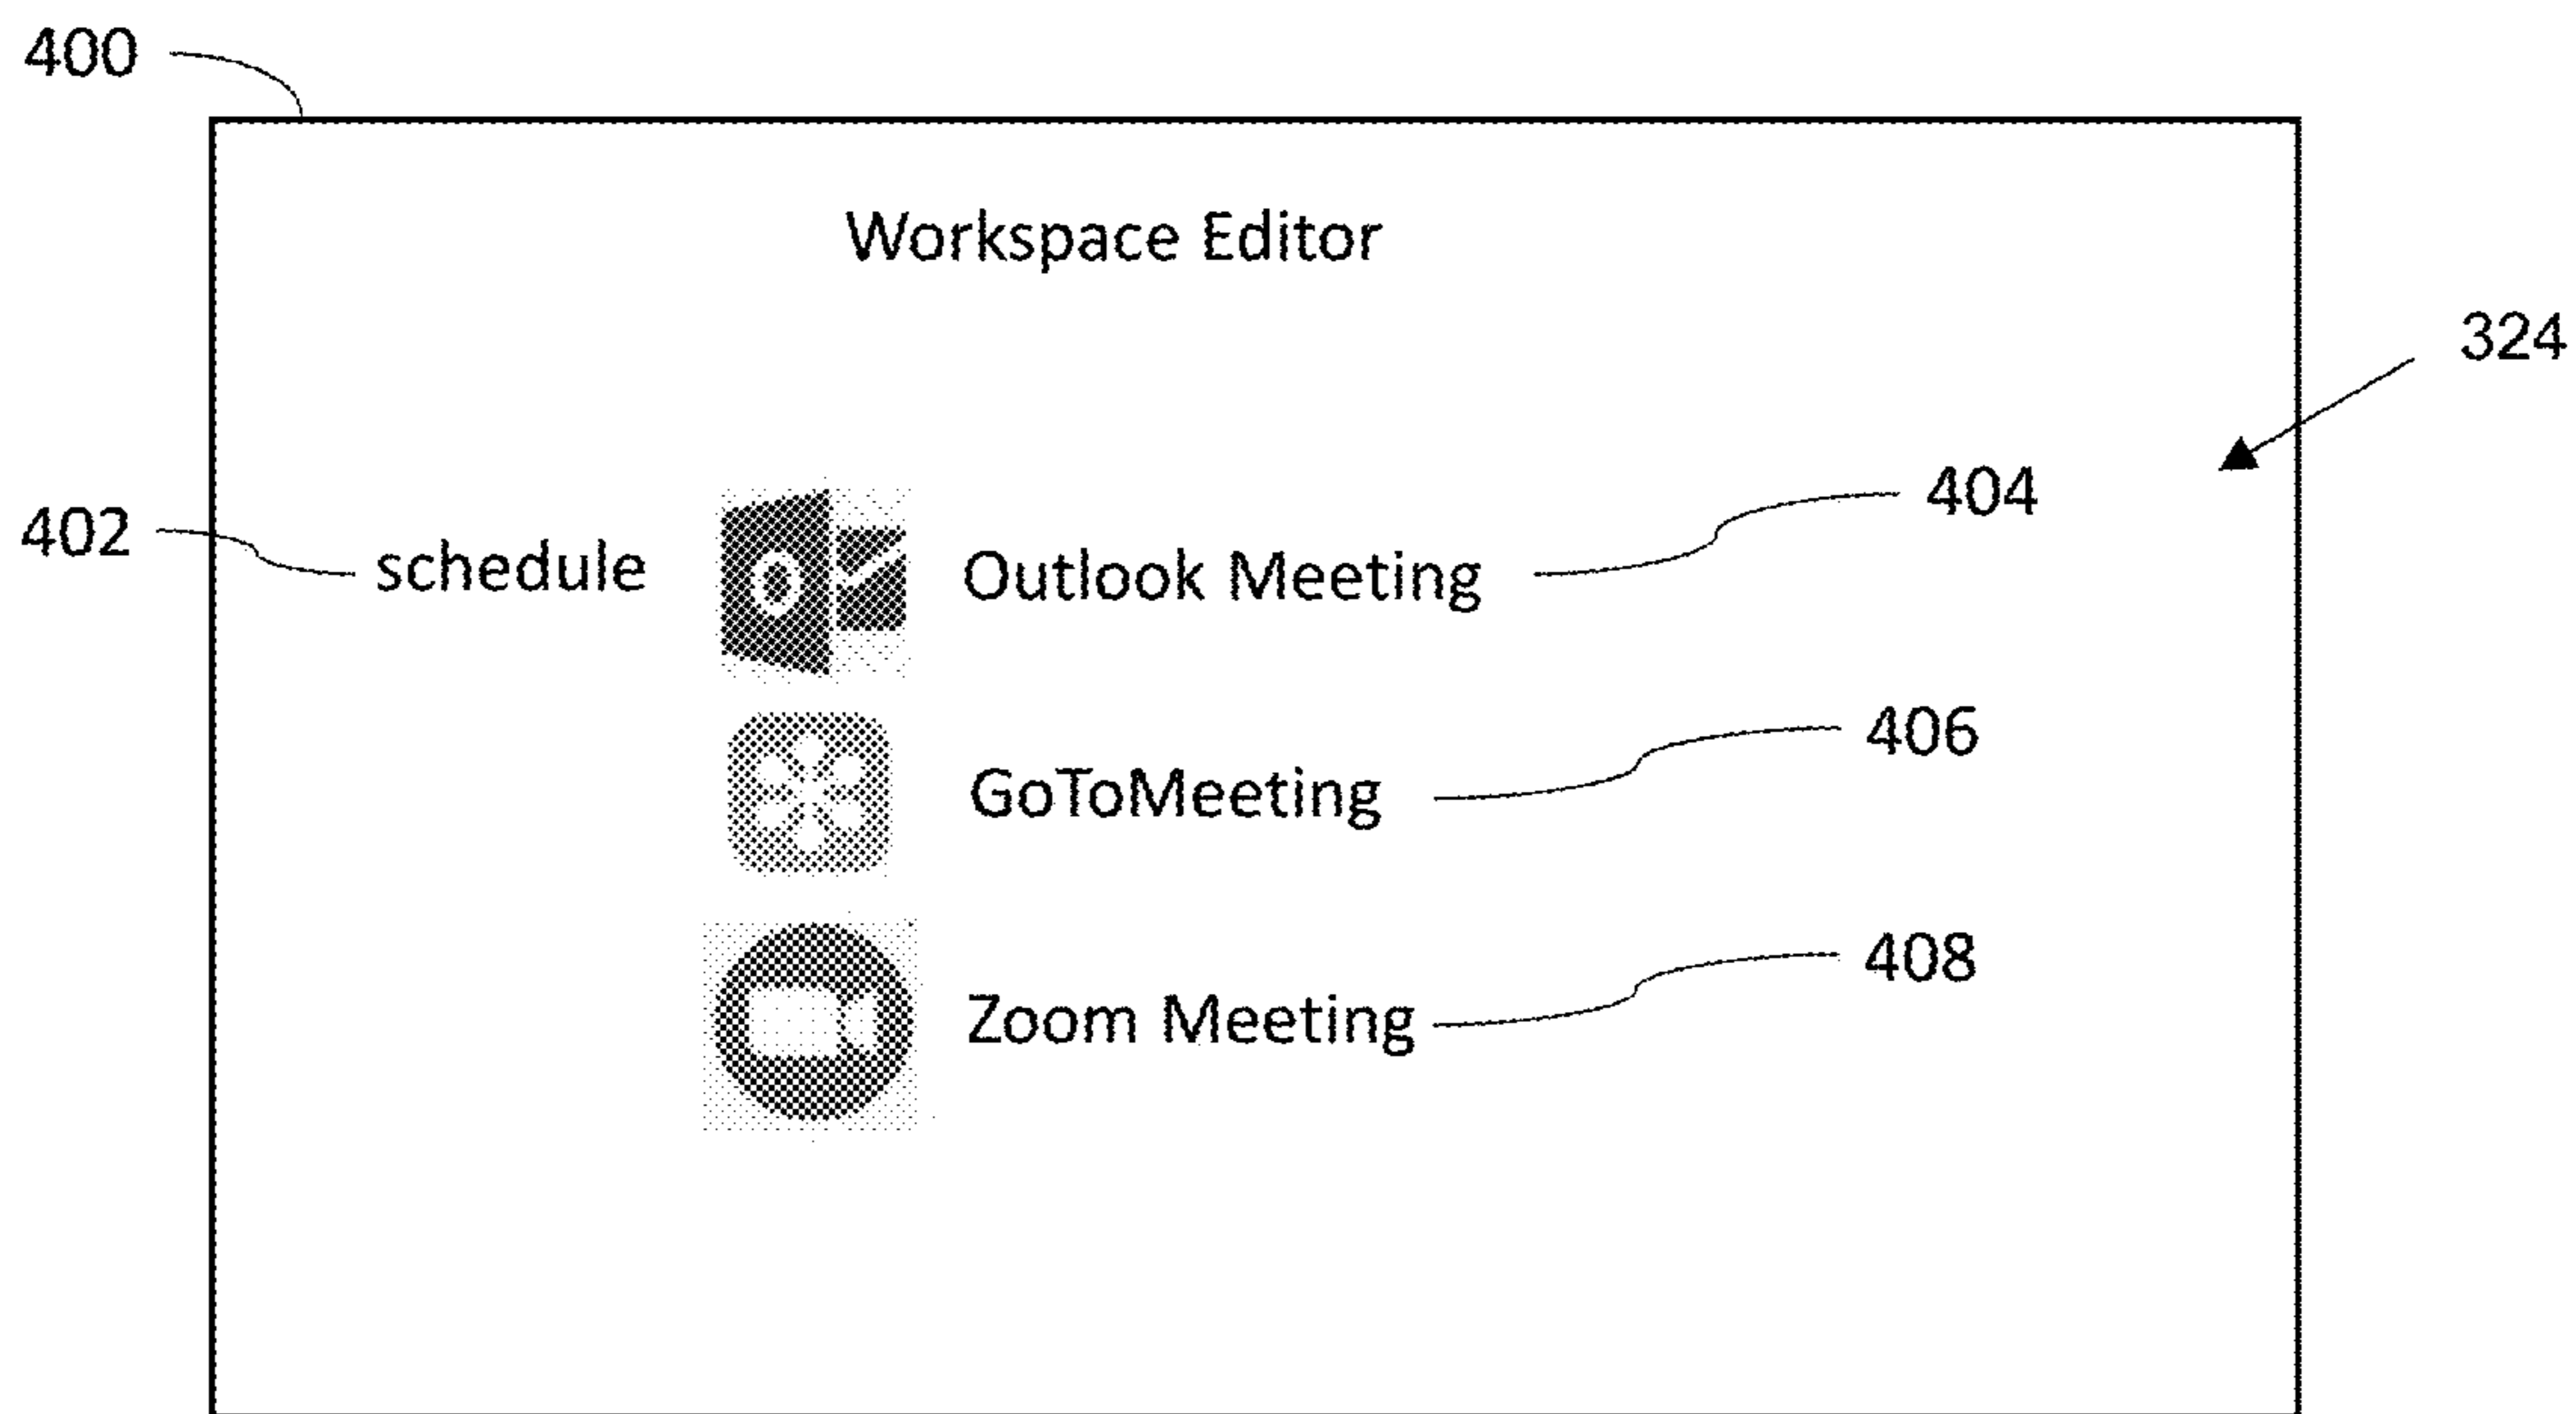 400
Workspace Editor
324
402 schedule Outlook Meeting 404
GoToMeeting 406
Zoom Meeting 408